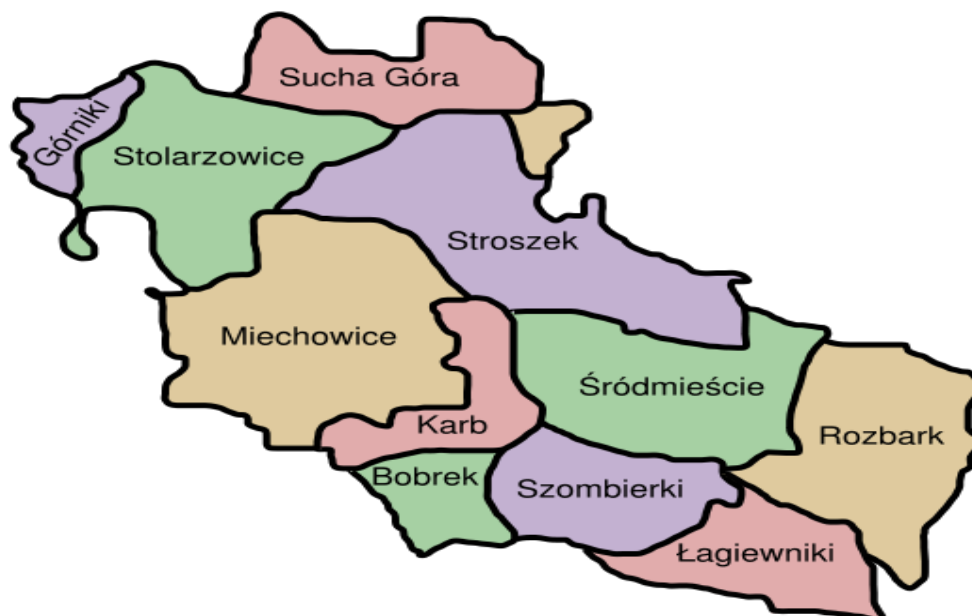 Sucha Góra
Górniki
Stolarzowice
Stroszek
Miechowice
Śródmieście
Karb
Rozbark
Bobrek
Szombierki
Łagiewniki